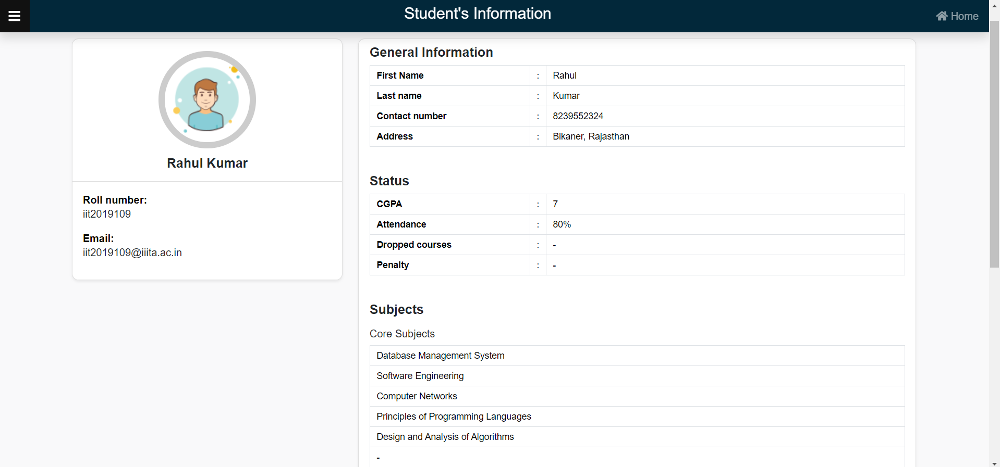 Student's Information
Home
Rahul Kumar
Roll number:
iit2019109
Email:
iit2019109@iiita.ac.in
General Information
First Name : Rahul
Last name : Kumar
Contact number : 8239552324
Address : Bikaner, Rajasthan
Status
CGPA : 7
Attendance : 80%
Dropped courses : -
Penalty : -
Subjects
Core Subjects
Database Management System
Software Engineering
Computer Networks
Principles of Programming Languages
Design and Analysis of Algorithms
-